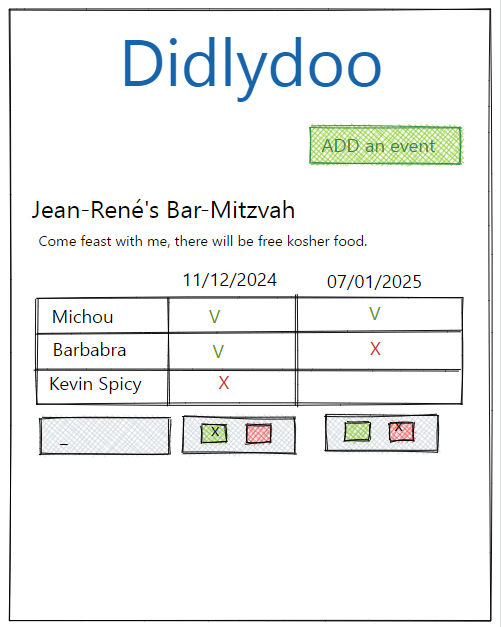 Didlydoo
ADD an event
Jean-René's Bar-Mitzvah
Come feast with me, there will be free kosher food.
11/12/2024 07/01/2025
Michou V V
Barbabra V X
Kevin Spicy X
_ X X